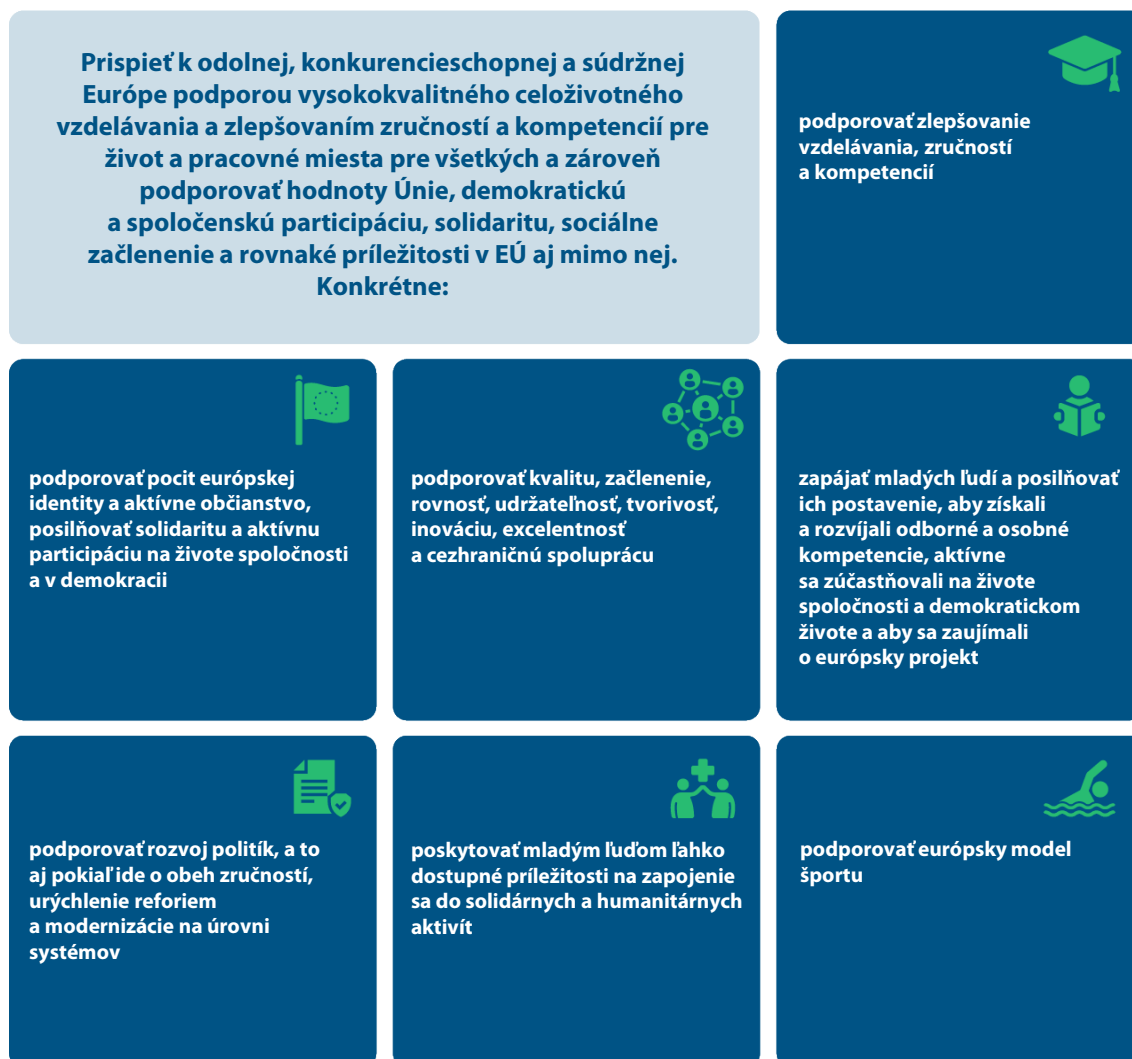 Prispieť k odolnej, konkurencieschopnej a súdržnej
Európe podporou vysokokvalitného celoživotného
vzdelávania a zlepšovaním zručností a kompetencií pre
život a pracovné miesta pre všetkých a zároveň
podporovať hodnoty Únie, demokratickú
a spoločenskú participáciu, solidaritu, sociálne
začlenenie a rovnaké príležitosti v EÚ aj mimo nej.
Konkrétne:
podporovať zlepšovanie
vzdelávania, zručností
a kompetencií
podporovať pocit európskej
identity a aktívne občianstvo,
posilňovať solidaritu a aktívnu
participáciu na živote spoločnosti
a v demokracii
podporovať kvalitu, začlenenie,
rovnosť, udržateľnosť, tvorivosť,
inováciu, excelentnosť
a cezhraničnú spoluprácu
zapájať mladých ľudí a posilňovať
ich postavenie, aby získali
a rozvíjali odborné a osobné
kompetencie, aktívne
sa zúčastňovali na živote
spoločnosti a demokratickom
živote a aby sa zaujímali
o európsky projekt
podporovať rozvoj politík, a to
aj pokiaľ ide o obeh zručností,
urýchlenie reforiem
a modernizácie na úrovni
systémov
poskytovať mladým ľuďom ľahko
dostupné príležitosti na zapojenie
sa do solidárnych a humanitárnych
aktivít
podporovať európsky model
športu